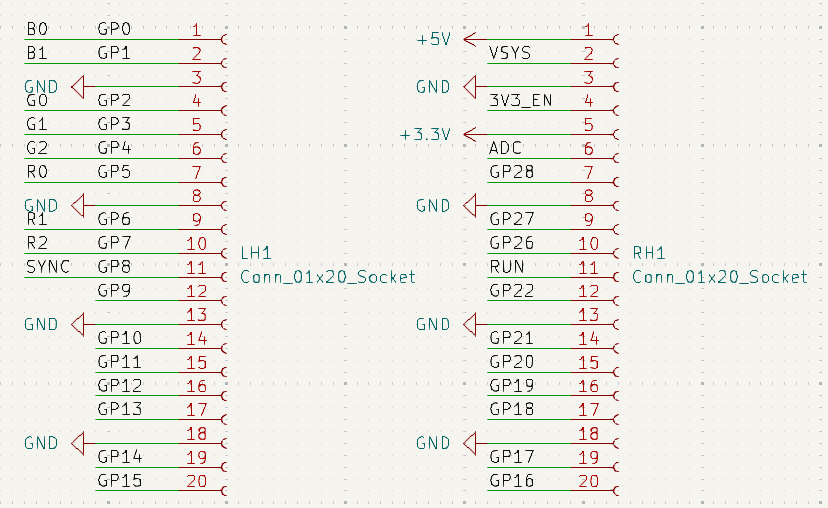 B0 GP0 1
B1 GP1 2
GND 3
G0 GP2 4
G1 GP3 5
G2 GP4 6
R0 GP5 7
GND 8
R1 GP6 9
R2 GP7 10
SYNC GP8 11
GP9 12
GND 13
GP10 14
GP11 15
GP12 16
GP13 17
GND 18
GP14 19
GP15 20
LH1
Conn_01x20_Socket
+5V 1
VSYS 2
GND 3
3V3_EN 4
+3.3V 5
ADC 6
GP28 7
GND 8
GP27 9
GP26 10
RUN 11
GP22 12
GND 13
GP21 14
GP20 15
GP19 16
GP18 17
GND 18
GP17 19
GP16 20
RH1
Conn_01x20_Socket